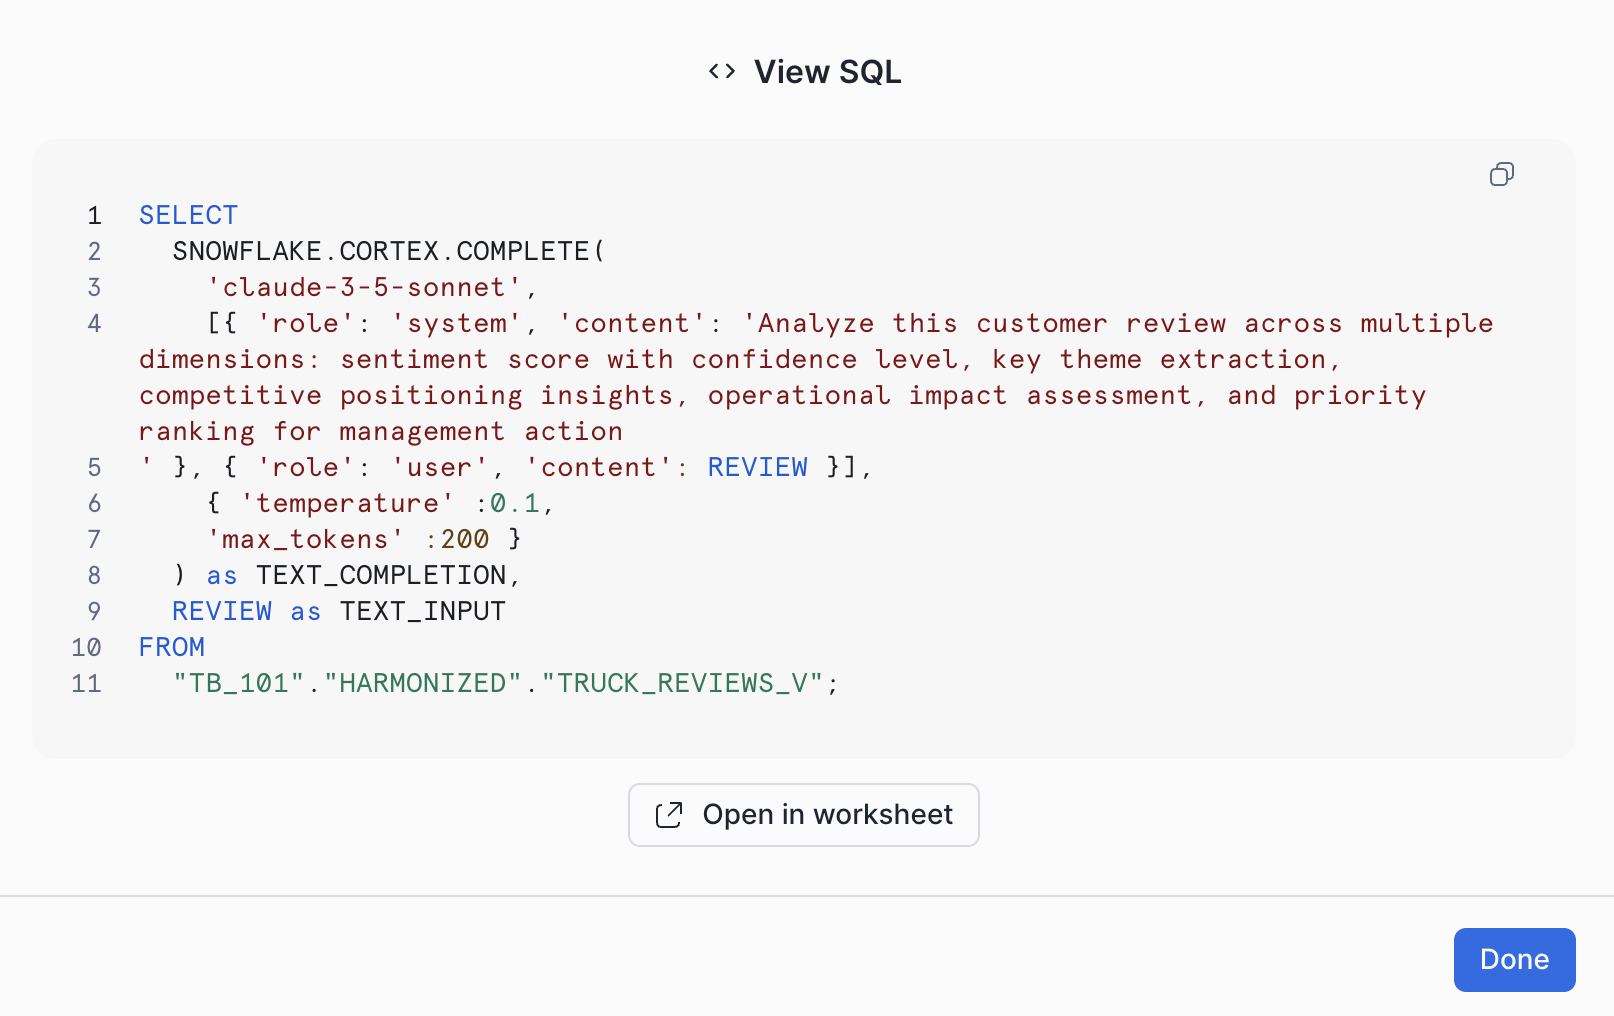 <> View SQL
1 SELECT
2 SNOWFLAKE.CORTEX.COMPLETE(
3 'claude-3-5-sonnet',
4 [{ 'role': 'system', 'content': 'Analyze this customer review across multiple
dimensions: sentiment score with confidence level, key theme extraction,
competitive positioning insights, operational impact assessment, and priority
ranking for management action
5 ' }, { 'role': 'user', 'content': REVIEW }],
6 { 'temperature' :0.1,
7 'max_tokens' :200 }
8 ) as TEXT_COMPLETION,
9 REVIEW as TEXT_INPUT
10 FROM
11 "TB_101"."HARMONIZED"."TRUCK_REVIEWS_V";
Open in worksheet
Done